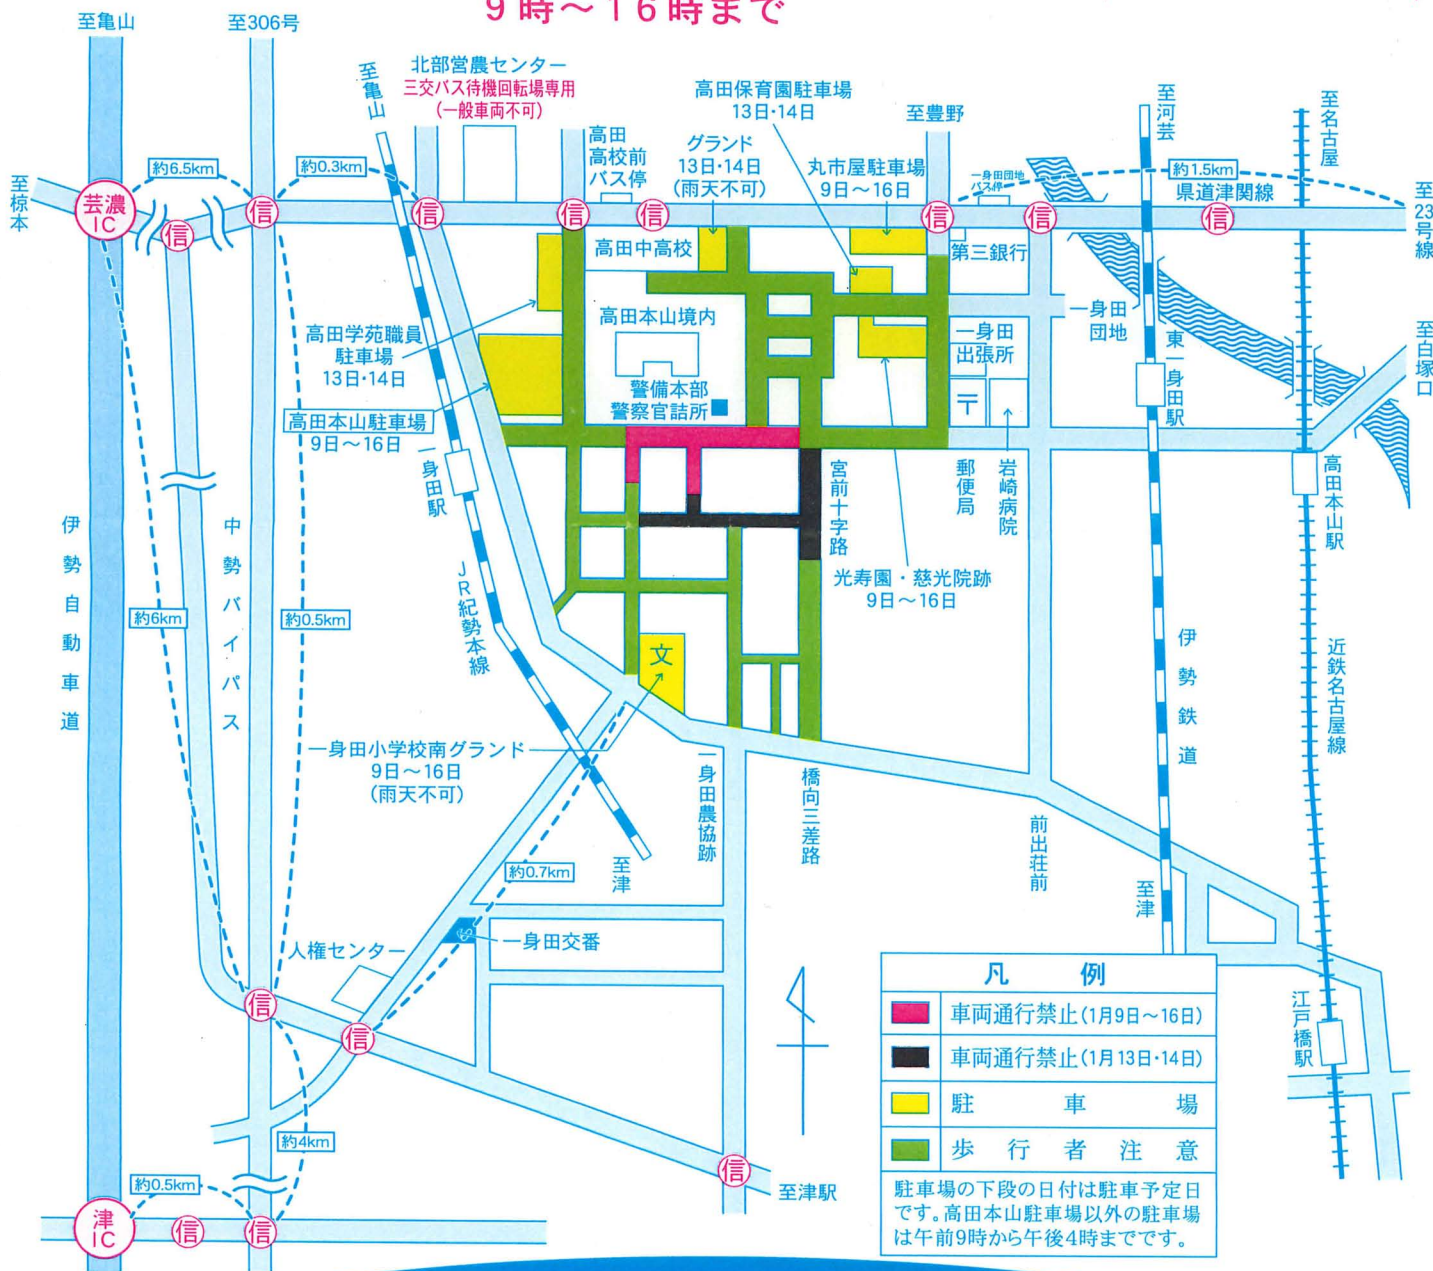 9時～16時まで
至亀山
至306号
至亀山
北部営農センター
三交バス待機回転場専用
(一般車両不可)
高田
高校前
バス停
グランド
13日・14日
(雨天不可)
高田保育園駐車場
13日・14日
丸市屋駐車場
9日～16日
至豊野
一身田団地
バス停
至河芸
至名古屋
約1.5km
県道津関線
至23号線
至椋本
芸濃
IC
約6.5km
約0.3km
信
信
信
信
信
信
信
信
高田中高校
第三銀行
高田学苑職員
駐車場
13日・14日
高田本山境内
警備本部
警察官詰所
高田本山駐車場
9日～16日
一身田
出張所
〒
一身田
団地
東一身田駅
至白塚口
一身田駅
宮前十字路
郵便局
岩崎病院
高田本山駅
光寿園・慈光院跡
9日～16日
伊勢自動車道
中勢バイパス
約6km
約0.5km
JR紀勢本線
文
伊勢鉄道
近鉄名古屋線
一身田小学校南グランド
9日～16日
(雨天不可)
一身田農協跡
橋向三差路
前出荘前
約0.7km
至津
至津
人権センター
一身田交番
信
信
江戸橋駅
約4km
約0.5km
津
IC
信
信
信
至津駅
凡 例
車両通行禁止(1月9日～16日)
車両通行禁止(1月13日・14日)
駐 車 場
歩 行 者 注 意
駐車場の下段の日付は駐車予定日
です。高田本山駐車場以外の駐車場
は午前9時から午後4時までです。